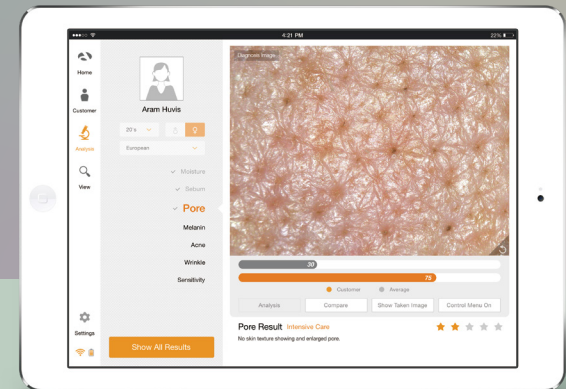 4:21 PM
22%
Home
Customer
Analysis
View
Settings
Aram Huvis
20's
European
Moisture
Sebum
Pore
Melanin
Acne
Wrinkle
Sensitivity
Show All Results
Diagnosis Image
30
75
Customer
Average
Analysis
Compare
Show Taken Image
Control Menu On
Pore Result Intensive Care
No skin texture showing and enlarged pore.